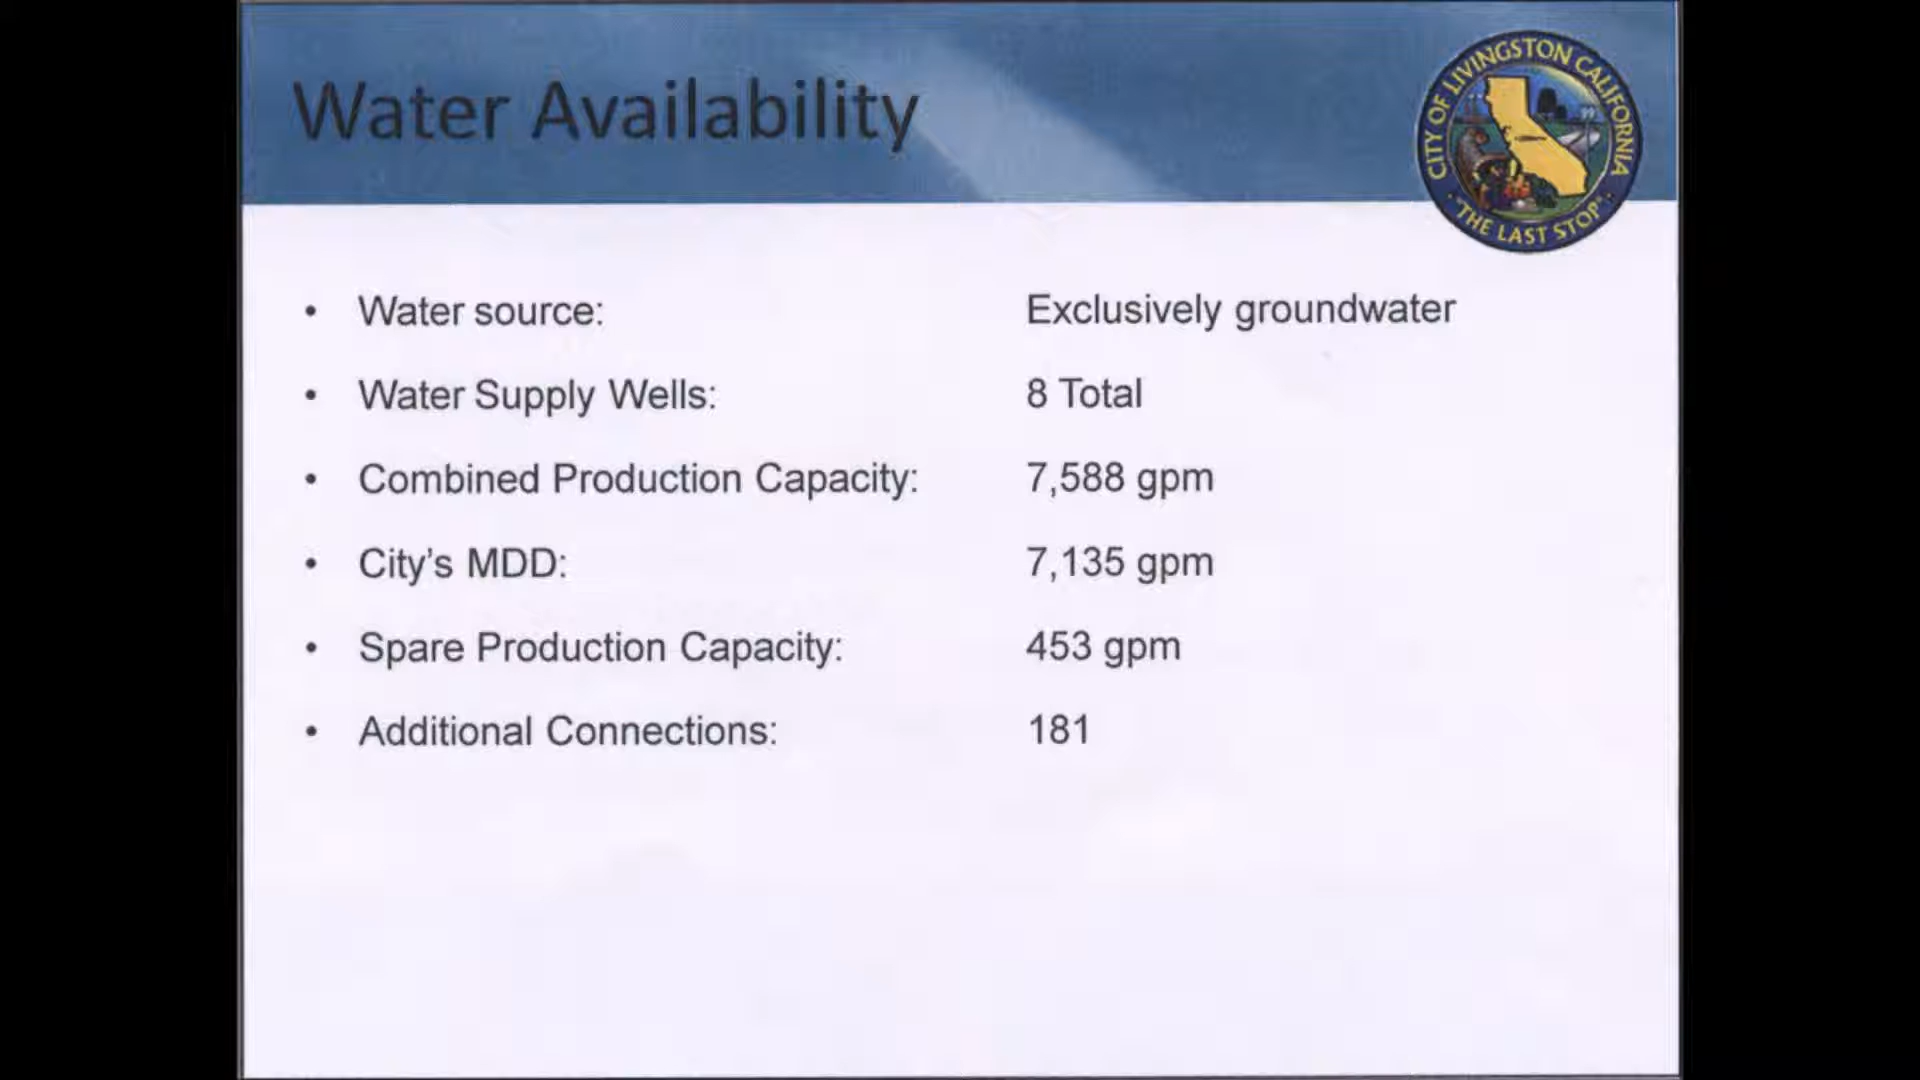 Water Availability
CITY OF LIVINGSTON CALIFORNIA
"THE LAST STOP"
• Water source: Exclusively groundwater
• Water Supply Wells: 8 Total
• Combined Production Capacity: 7,588 gpm
• City's MDD: 7,135 gpm
• Spare Production Capacity: 453 gpm
• Additional Connections: 181